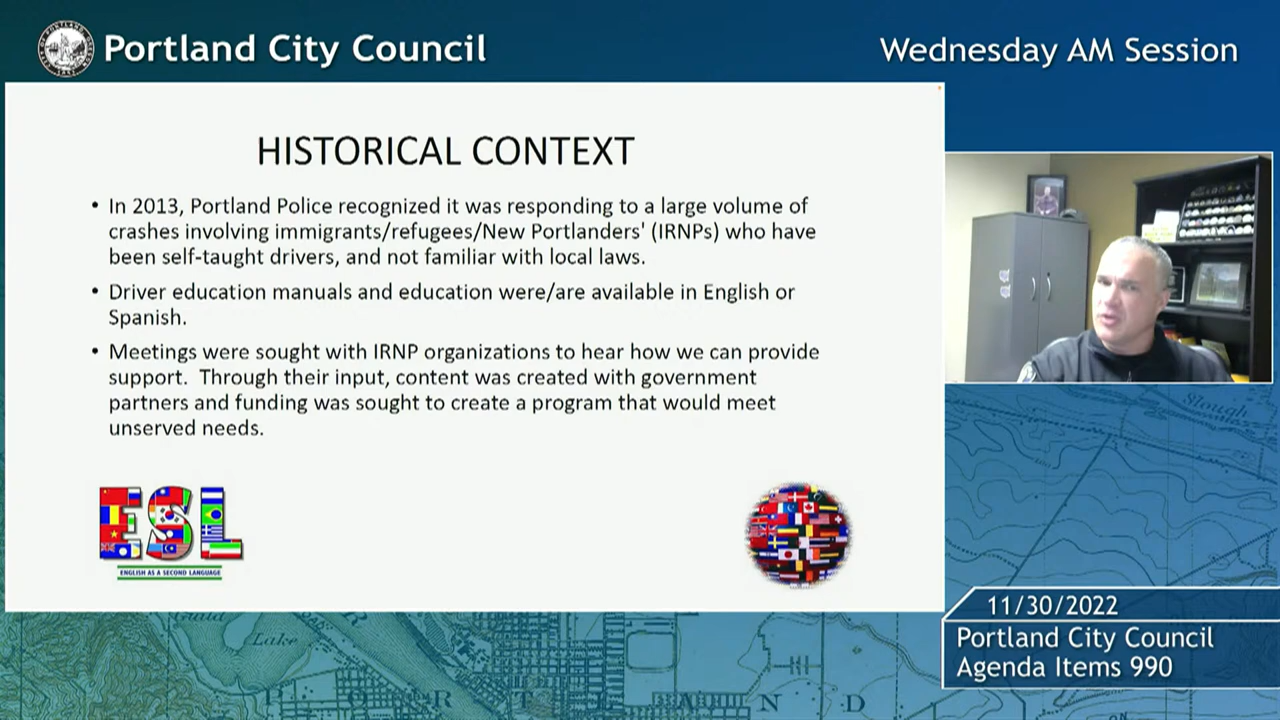 Portland City Council
Wednesday AM Session
HISTORICAL CONTEXT
• In 2013, Portland Police recognized it was responding to a large volume of
crashes involving immigrants/refugees/New Portlanders' (IRNPs) who have
been self-taught drivers, and not familiar with local laws.
• Driver education manuals and education were/are available in English or
Spanish.
• Meetings were sought with IRNP organizations to hear how we can provide
support. Through their input, content was created with government
partners and funding was sought to create a program that would meet
unserved needs.
ESL
ENGLISH AS A SECOND LANGUAGE
Slough
11/30/2022
Portland City Council
Agenda Items 990
Guild
Lake
R T L A N D